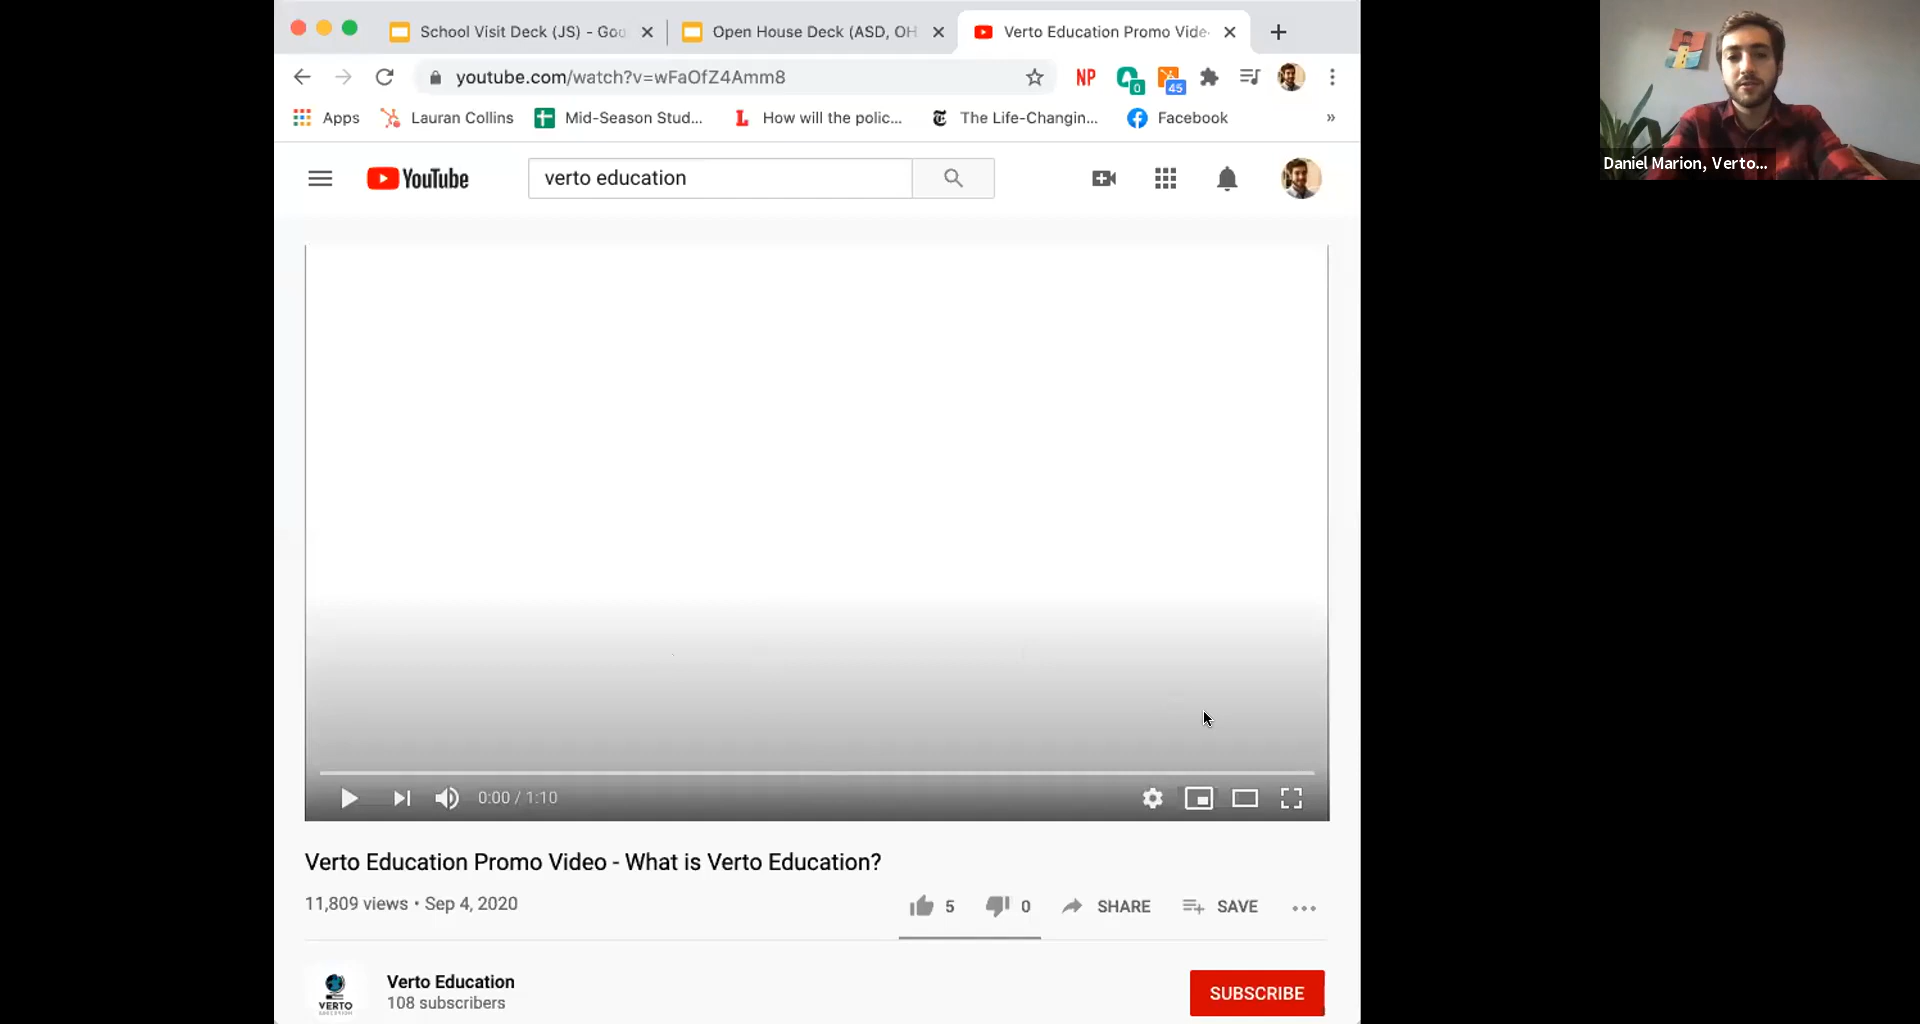 School Visit Deck (JS) - Goo
Open House Deck (ASD, OH
Verto Education Promo Vide
youtube.com/watch?v=wFaOfZ4Amm8
NP
0
45
Apps
Lauran Collins
Mid-Season Stud...
How will the polic...
The Life-Changin...
Facebook
»
YouTube
verto education
Daniel Marion, Verto...
0:00 / 1:10
Verto Education Promo Video - What is Verto Education?
11,809 views • Sep 4, 2020
5
0
SHARE
SAVE
VERTO
EDUCATION
Verto Education
108 subscribers
SUBSCRIBE